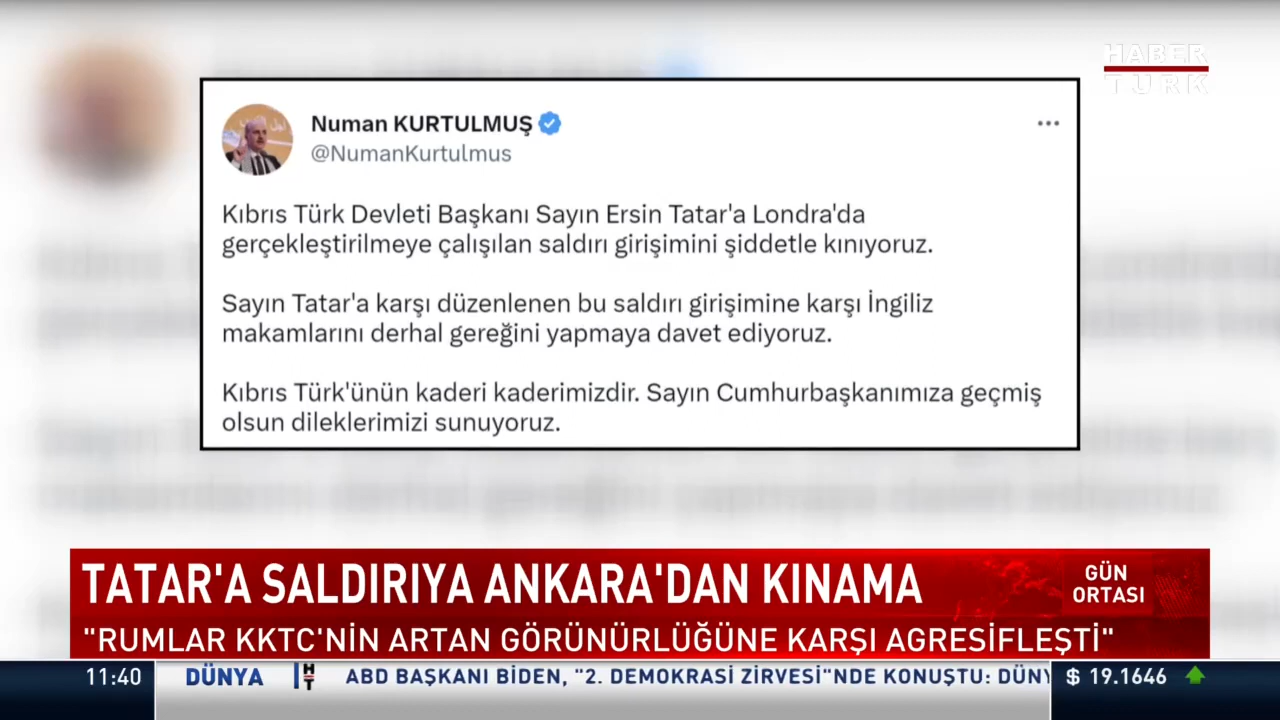 HABER
TÜRK
Numan KURTULMUŞ
@NumanKurtulmus
Kıbrıs Türk Devleti Başkanı Sayın Ersin Tatar'a Londra'da
gerçekleştirilmeye çalışılan saldırı girişimini şiddetle kınıyoruz.
Sayın Tatar'a karşı düzenlenen bu saldırı girişimine karşı İngiliz
makamlarını derhal gereğini yapmaya davet ediyoruz.
Kıbrıs Türk'ünün kaderi kaderimizdir. Sayın Cumhurbaşkanımıza geçmiş
olsun dileklerimizi sunuyoruz.
TATAR'A SALDIRIYA ANKARA'DAN KINAMA
GÜN
ORTASI
"RUMLAR KKTC'NİN ARTAN GÖRÜNÜRLÜĞÜNE KARŞI AGRESİFLEŞTİ"
11:40 DÜNYA HT ABD BAŞKANI BIDEN, "2. DEMOKRASİ ZİRVESİ"NDE KONUŞTU: DÜNY $ 19.1646